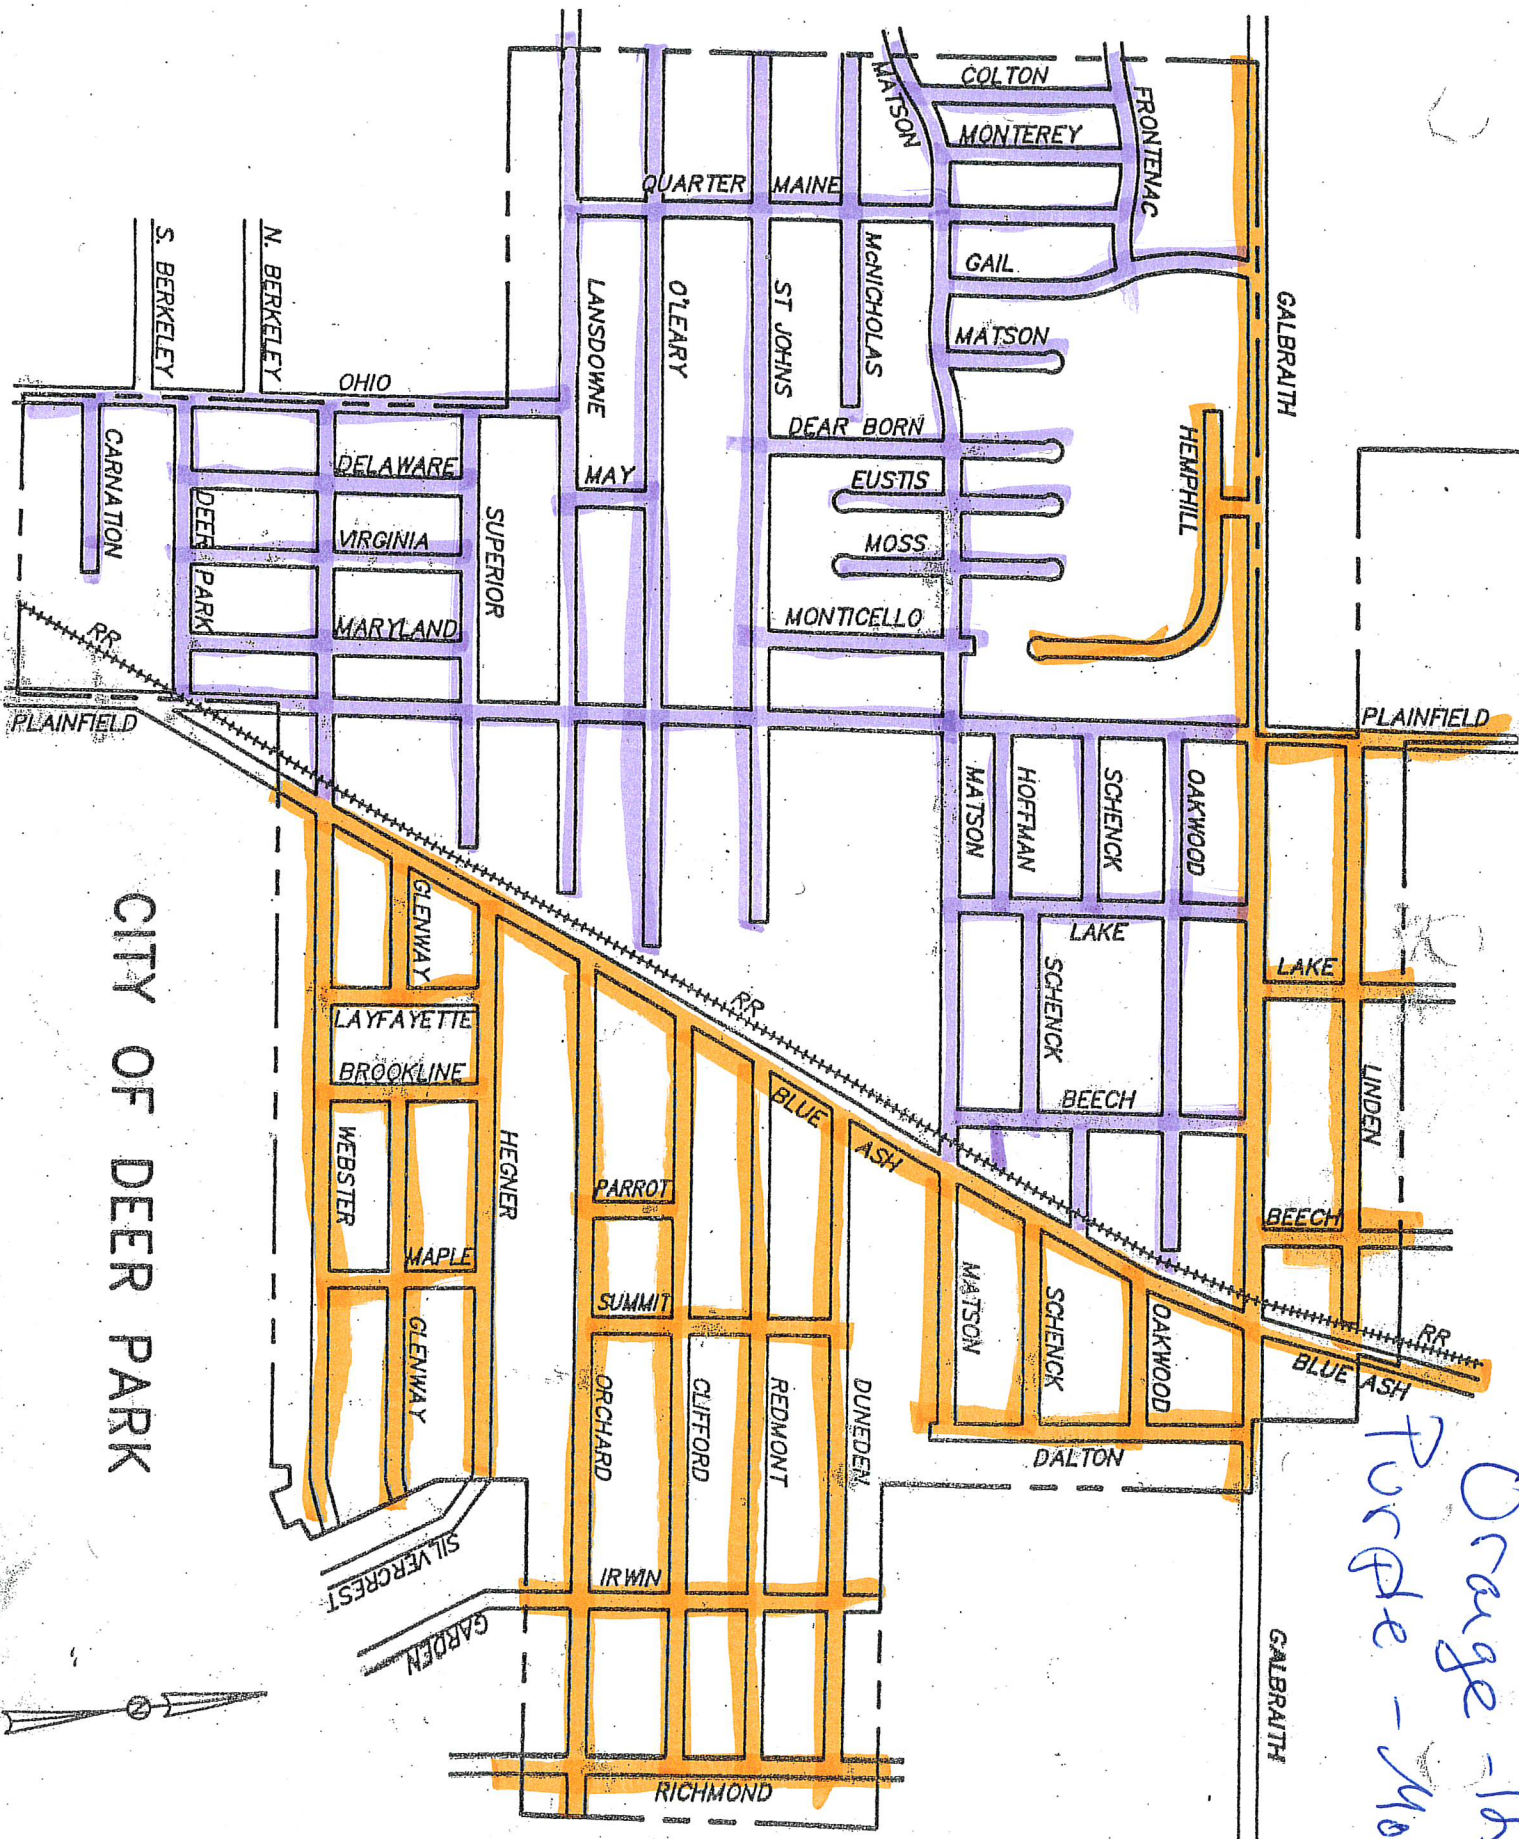 COLTON
MATSON
FRONTENAC
MONTEREY
QUARTER
MAINE
GAIL
MCNICHOLAS
N. BERKELEY
S. BERKELEY
LANSDOWNE
O'LEARY
ST JOHNS
GALBRAITH
MATSON
OHIO
DEAR BORN
HEMPHILL
CARNATION
DELAWARE
MAY
EUSTIS
DEER PARK
VIRGINIA
SUPERIOR
MOSS
RR
MARYLAND
MONTICELLO
PLAINFIELD
PLAINFIELD
MATSON
HOFFMAN
SCHENCK
OAKWOOD
GLENWAY
LAKE
LAKE
LAYFAYETTE
RR
SCHENCK
BROOKLINE
BLUE ASH
BEECH
LINDEN
CITY OF DEER PARK
WEBSTER
HEGNER
PARROT
BEECH
MAPLE
SUMMIT
MATSON
SCHENCK
OAKWOOD
RR
BLUE ASH
GLENWAY
ORCHARD
CLIFFORD
REDMONT
DUNEDEN
DALTON
SILVERCREST
IRWIN
GARDEN
GALBRAITH
RICHMOND
Orange -
Purple -